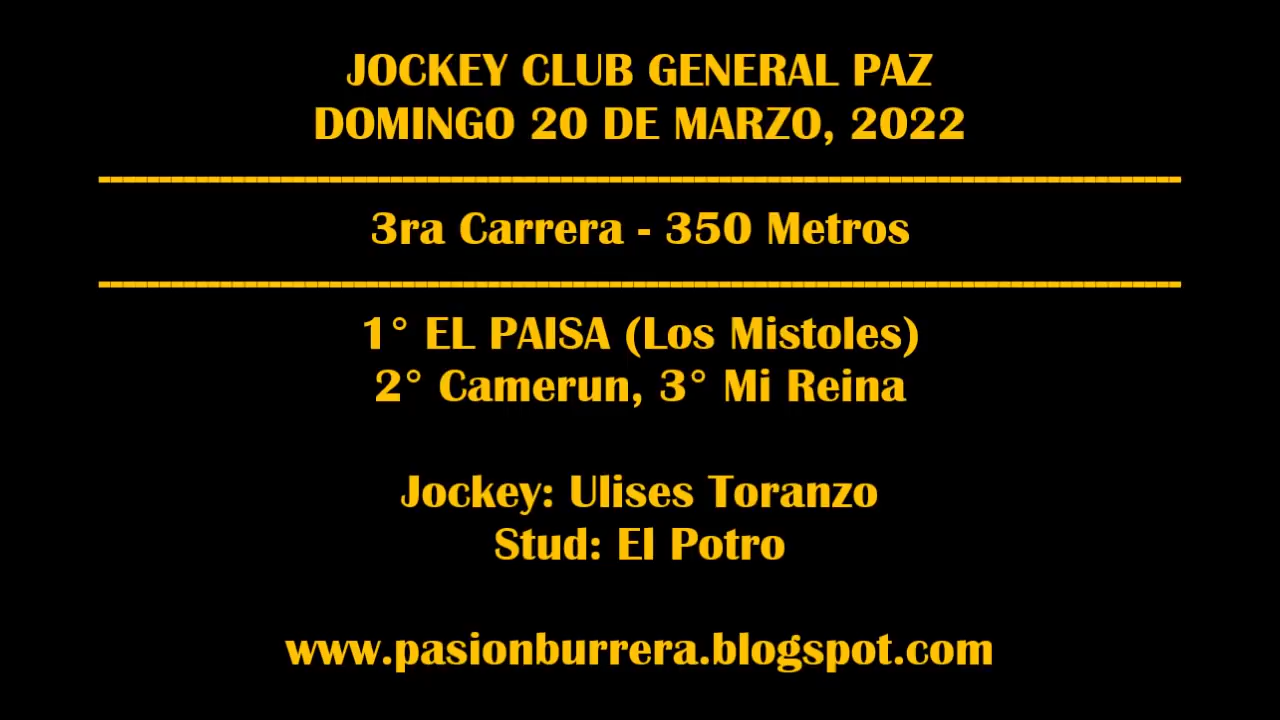 JOCKEY CLUB GENERAL PAZ
DOMINGO 20 DE MARZO, 2022
3ra Carrera - 350 Metros
1° EL PAISA (Los Mistoles)
2° Camerun, 3° Mi Reina
Jockey: Ulises Toranzo
Stud: El Potro
www.pasionburrera.blogspot.com